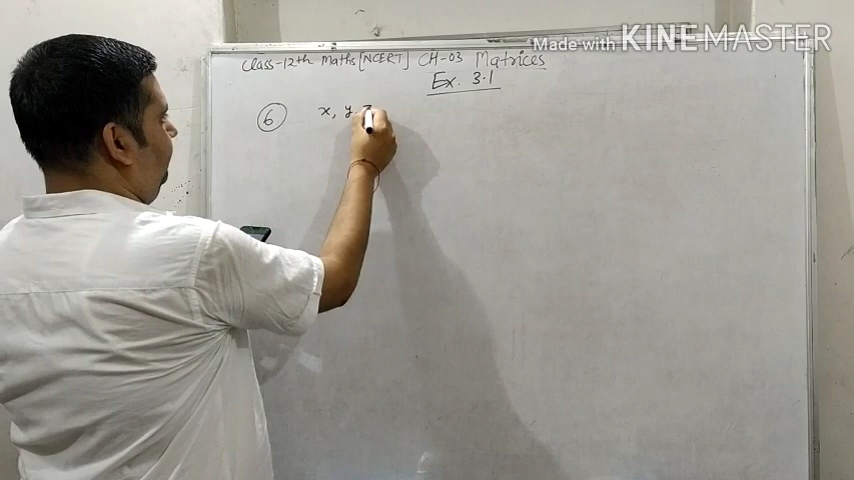 Made with KINEMASTER
Class-12th Maths [NCERT] CH-03 Matrices
Ex. 3.1
6 x, y z